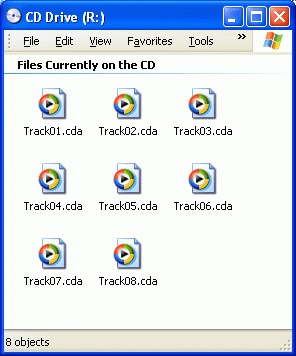 CD Drive (R:)
File Edit View Favorites Tools »
Files Currently on the CD
Track01.cda Track02.cda Track03.cda
Track04.cda Track05.cda Track06.cda
Track07.cda Track08.cda
8 objects